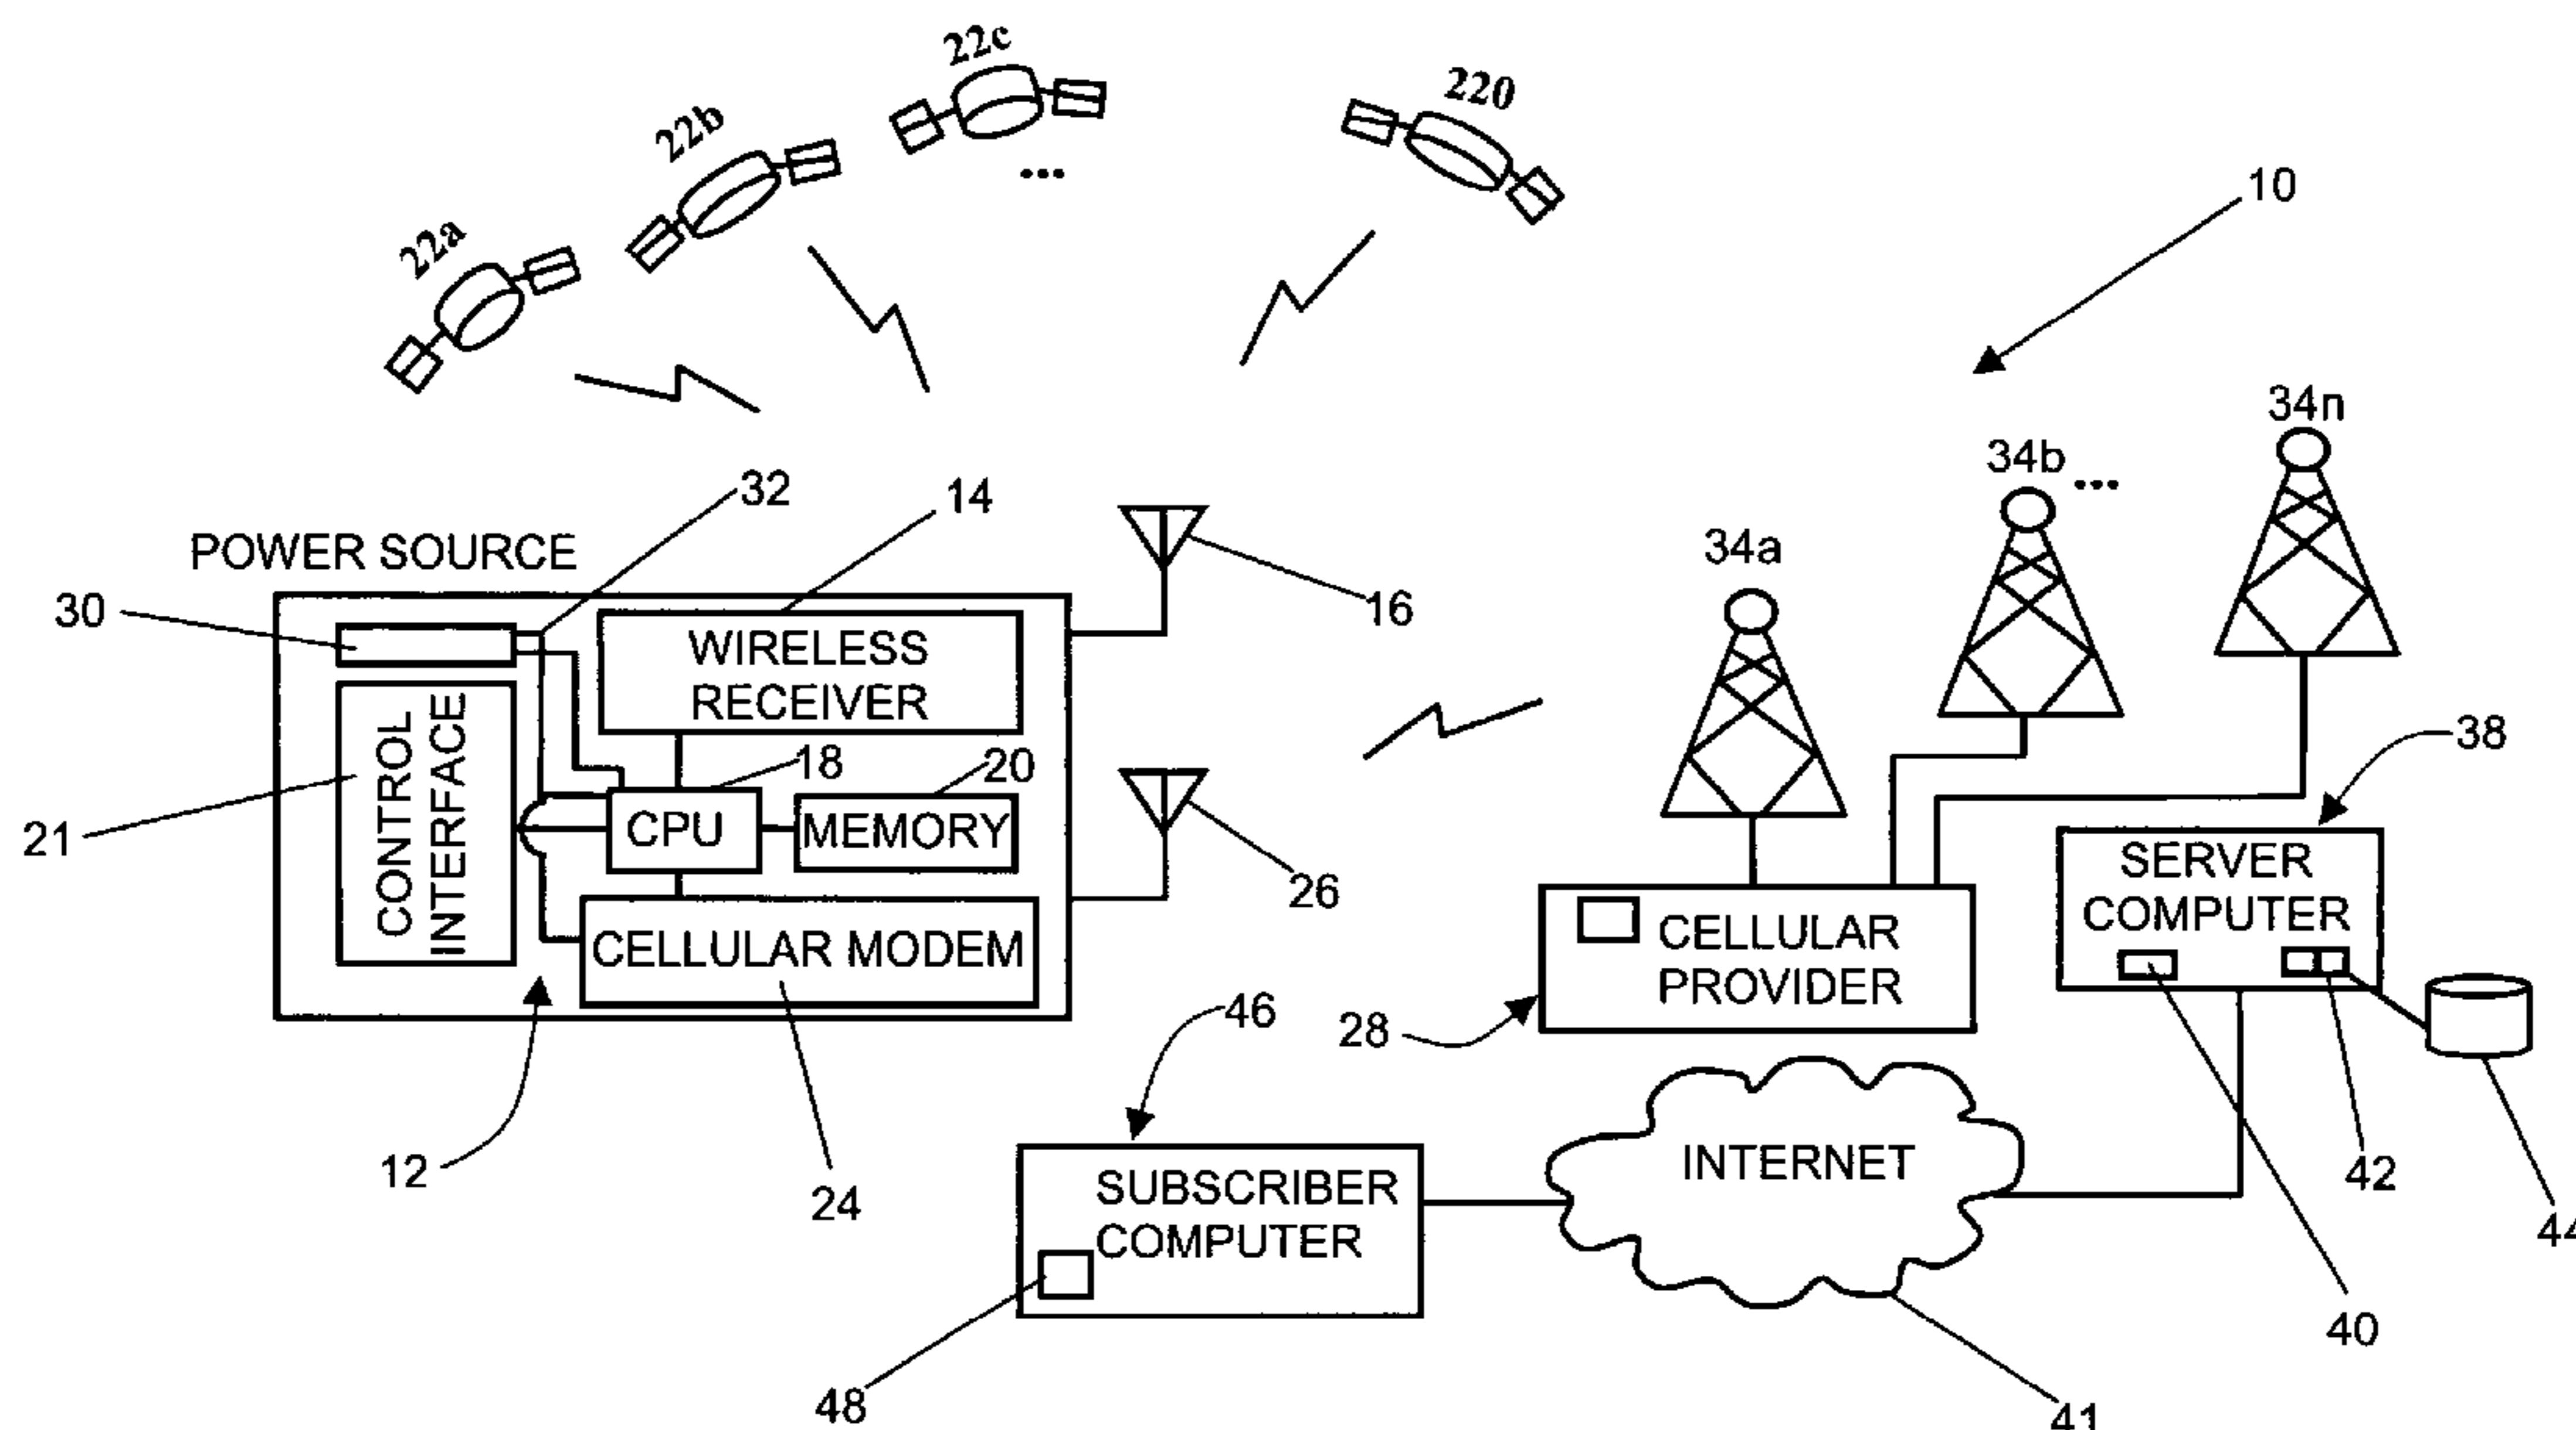 22a
22b
22c
...
220
10
34n
34b
...
34a
32
14
POWER SOURCE
30
16
WIRELESS
RECEIVER
CONTROL
INTERFACE
18
20
38
21
CPU
MEMORY
26
SERVER
COMPUTER
CELLULAR MODEM
CELLULAR
PROVIDER
46
28
12
24
SUBSCRIBER
COMPUTER
INTERNET
42
44
40
48
41